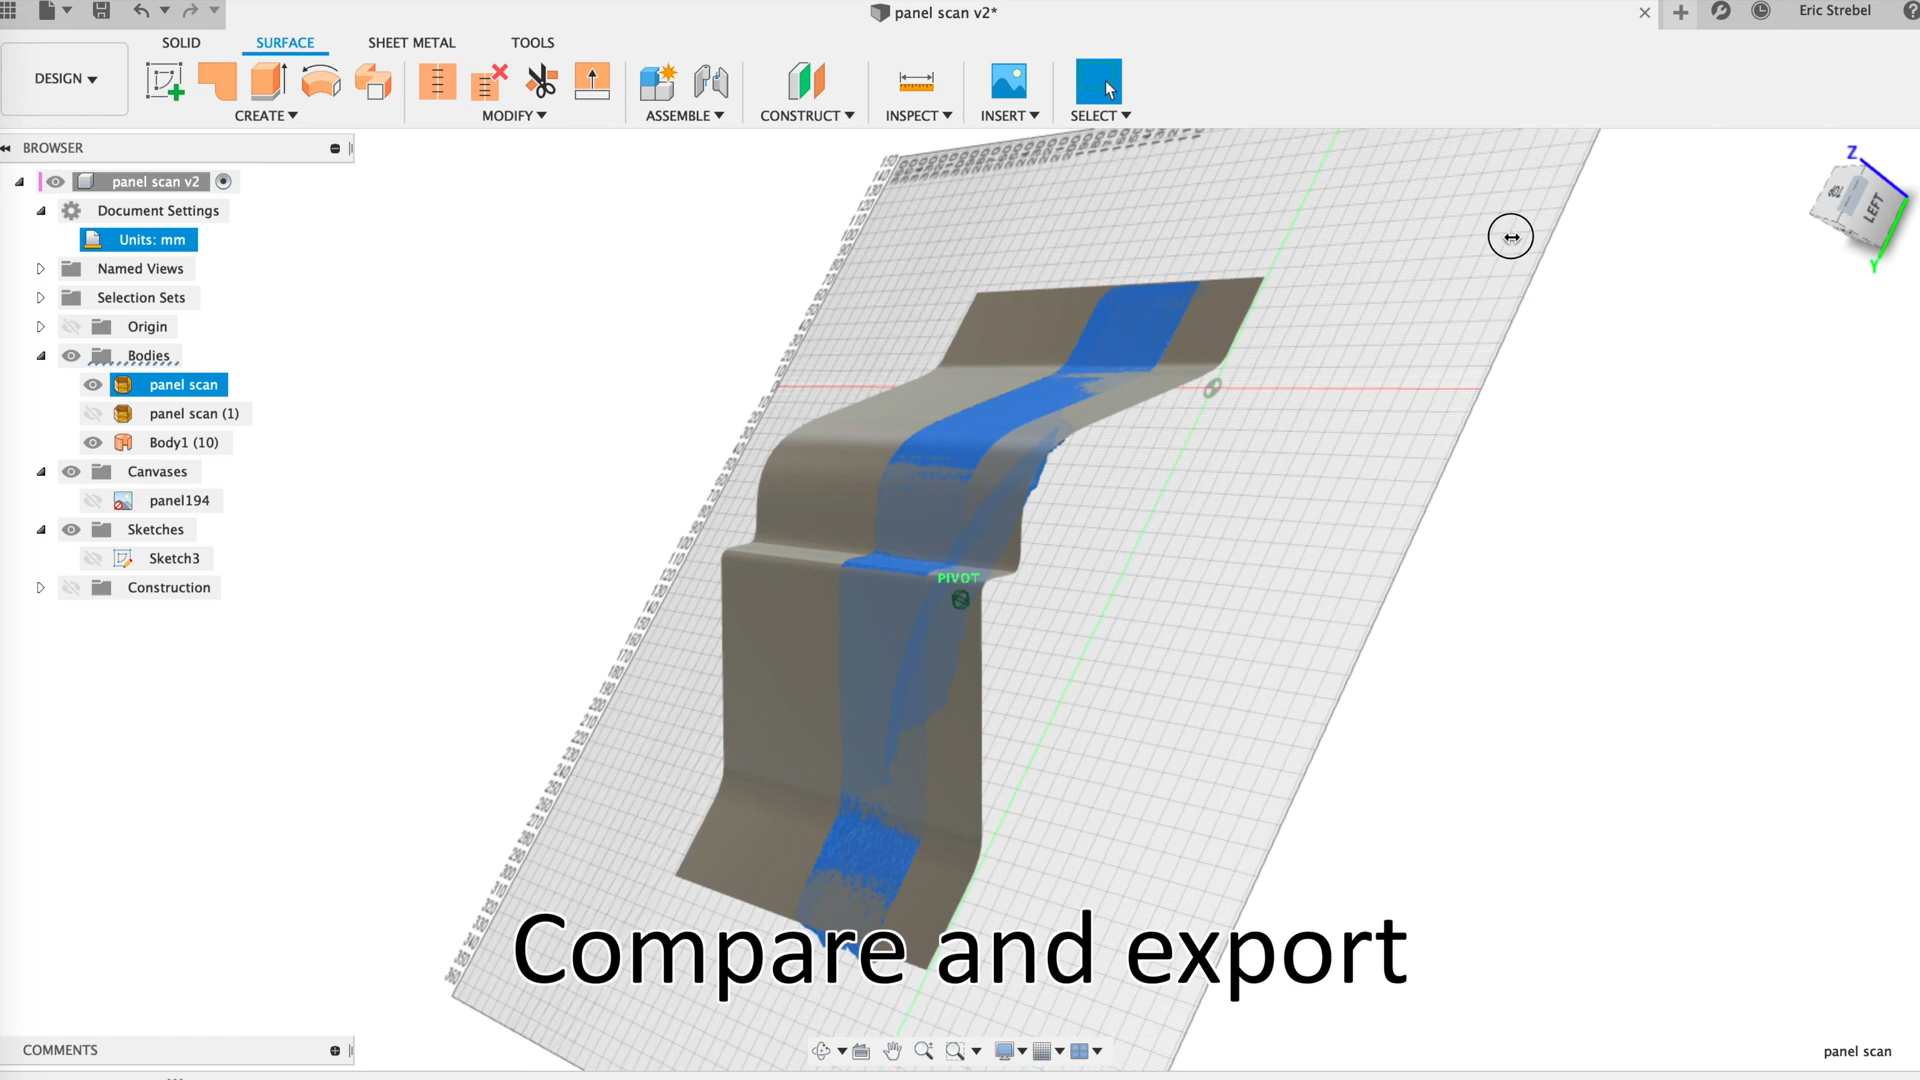 panel scan v2*
Eric Strebel
SOLID
SURFACE
SHEET METAL
TOOLS
DESIGN
CREATE
MODIFY
ASSEMBLE
CONSTRUCT
INSPECT
INSERT
SELECT
BROWSER
panel scan v2
Document Settings
Units: mm
Named Views
Selection Sets
Origin
Bodies
panel scan
panel scan (1)
Body1 (10)
Canvases
panel194
Sketches
Sketch3
Construction
Z
LEFT
TOP
Y
PIVOT
Compare and export
COMMENTS
panel scan